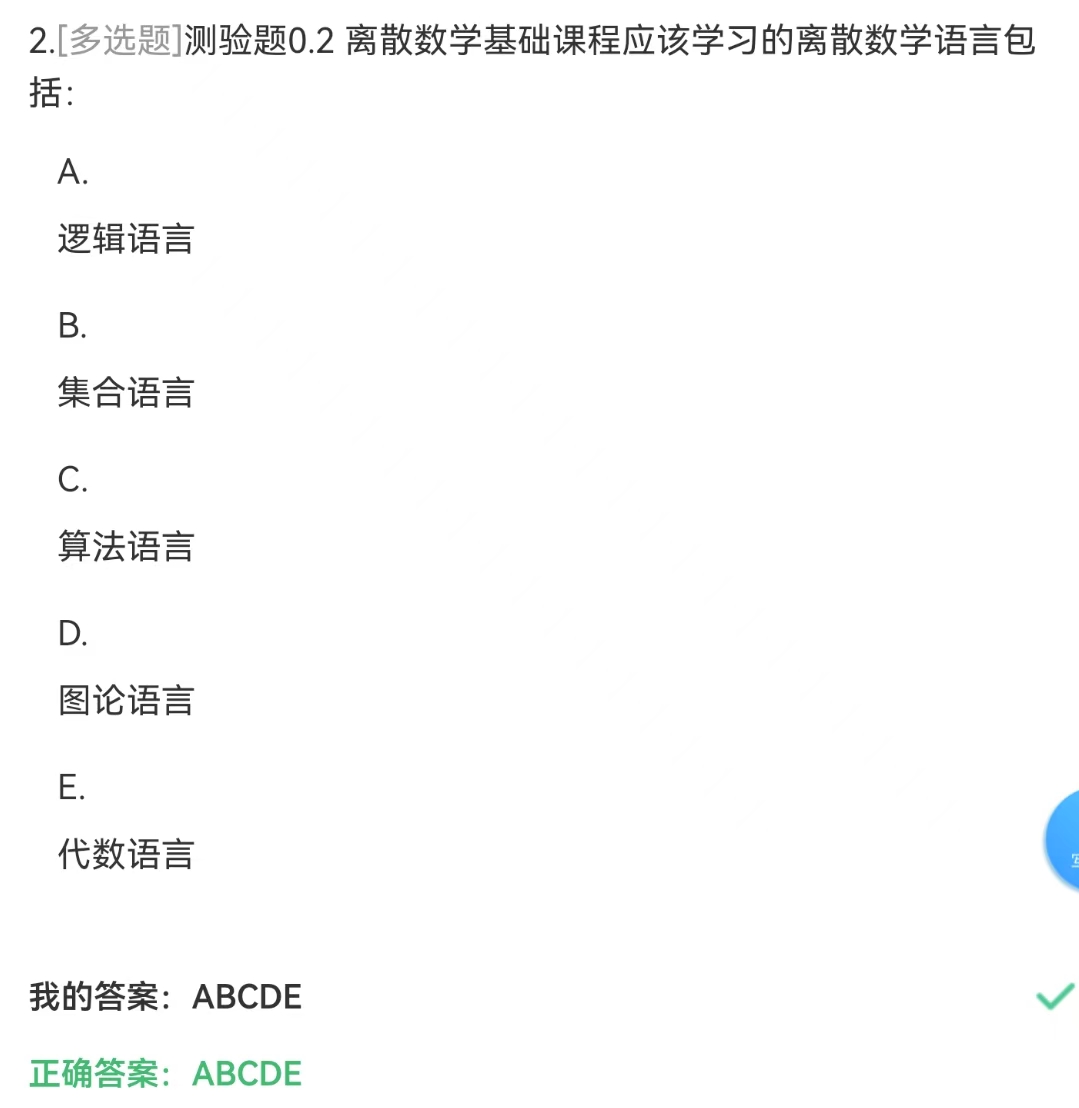 2.[多选题]测验题0.2 离散数学基础课程应该学习的离散数学语言包
括：
A.
逻辑语言
B.
集合语言
C.
算法语言
D.
图论语言
E.
代数语言
我的答案：ABCDE
正确答案：ABCDE